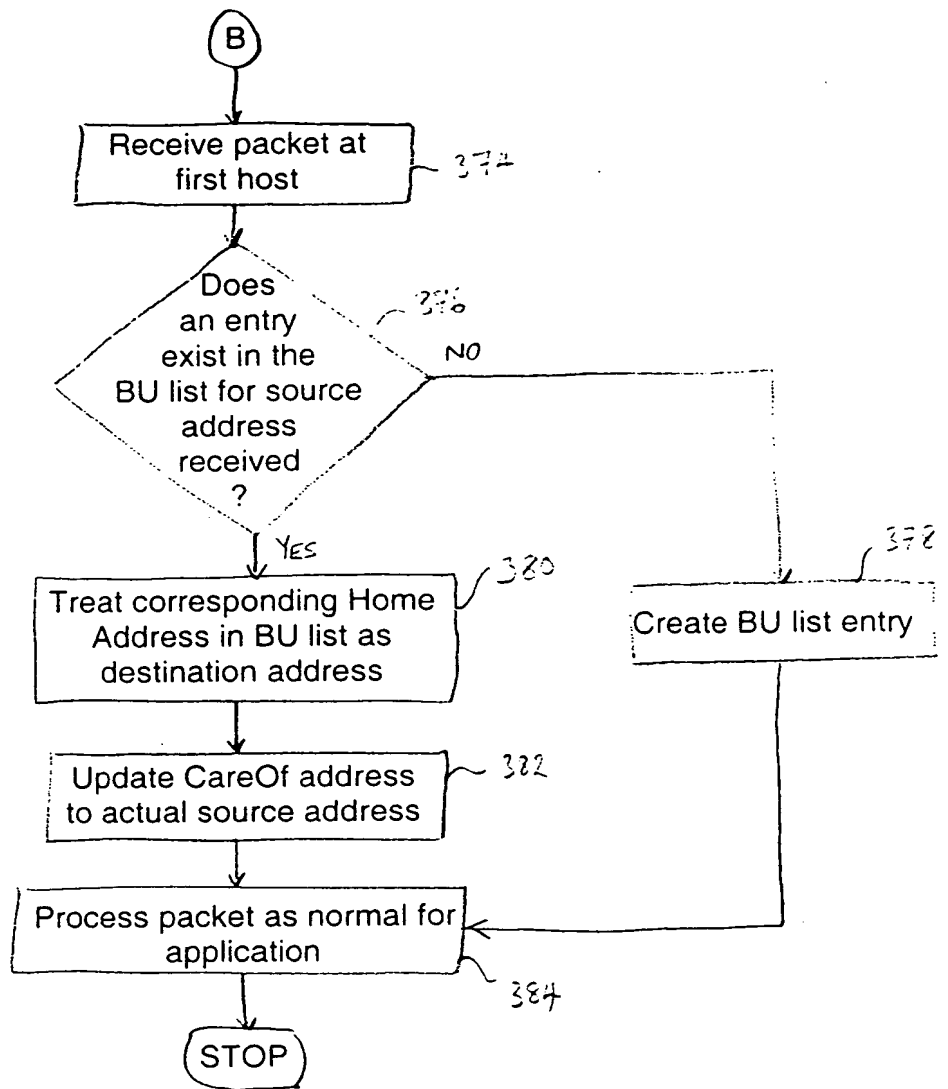 B
Receive packet at
first host
374
Does
an entry
exist in the
BU list for source
address
received
?
376
NO
YES
380
Treat corresponding Home
Address in BU list as
destination address
378
Create BU list entry
Update CareOf address
to actual source address
382
Process packet as normal for
application
384
STOP